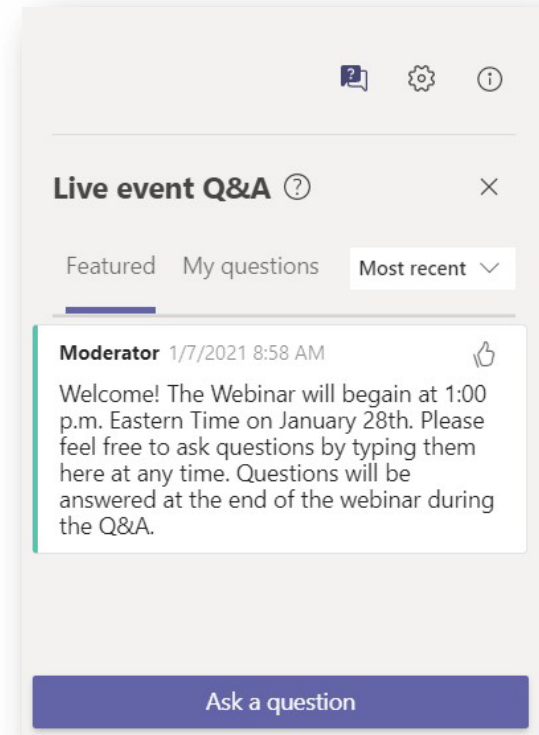 Live event Q&A
Featured My questions Most recent
Moderator 1/7/2021 8:58 AM
Welcome! The Webinar will begain at 1:00
p.m. Eastern Time on January 28th. Please
feel free to ask questions by typing them
here at any time. Questions will be
answered at the end of the webinar during
the Q&A.
Ask a question